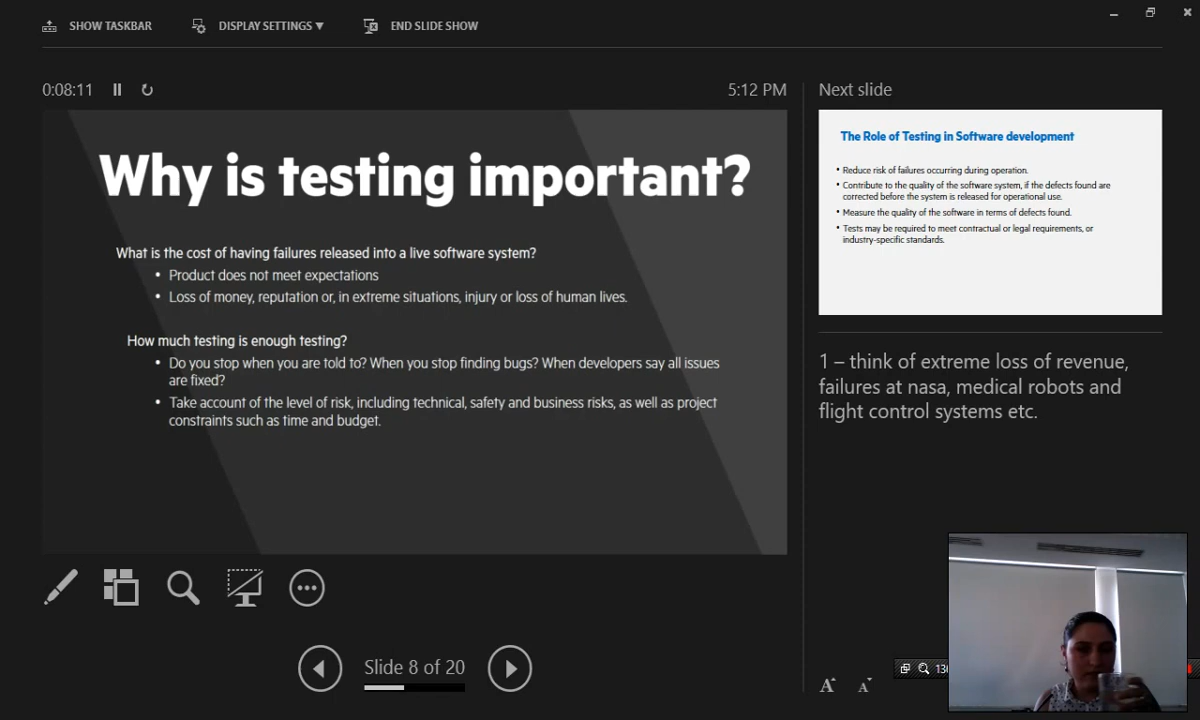 SHOW TASKBAR
DISPLAY SETTINGS ▼
END SLIDE SHOW
0:08:11
5:12 PM
Why is testing important?
What is the cost of having failures released into a live software system?
• Product does not meet expectations
• Loss of money, reputation or, in extreme situations, injury or loss of human lives.
How much testing is enough testing?
• Do you stop when you are told to? When you stop finding bugs? When developers say all issues
are fixed?
• Take account of the level of risk, including technical, safety and business risks, as well as project
constraints such as time and budget.
Slide 8 of 20
Next slide
The Role of Testing in Software development
• Reduce risk of failures occurring during operation.
• Contribute to the quality of the software system, if the defects found are
corrected before the system is released for operational use.
• Measure the quality of the software in terms of defects found.
• Tests may be required to meet contractual or legal requirements, or
industry-specific standards.
1 – think of extreme loss of revenue,
failures at nasa, medical robots and
flight control systems etc.
A A